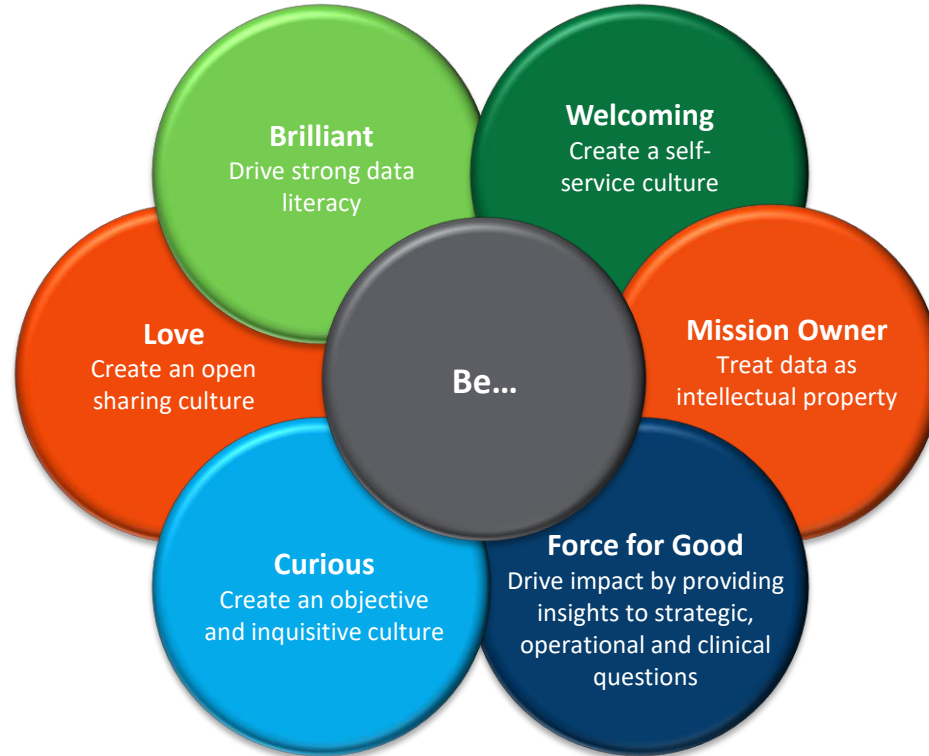 Brilliant
Drive strong data
literacy
Welcoming
Create a self-
service culture
Love
Create an open
sharing culture
Be...
Mission Owner
Treat data as
intellectual property
Curious
Create an objective
and inquisitive culture
Force for Good
Drive impact by providing
insights to strategic,
operational and clinical
questions